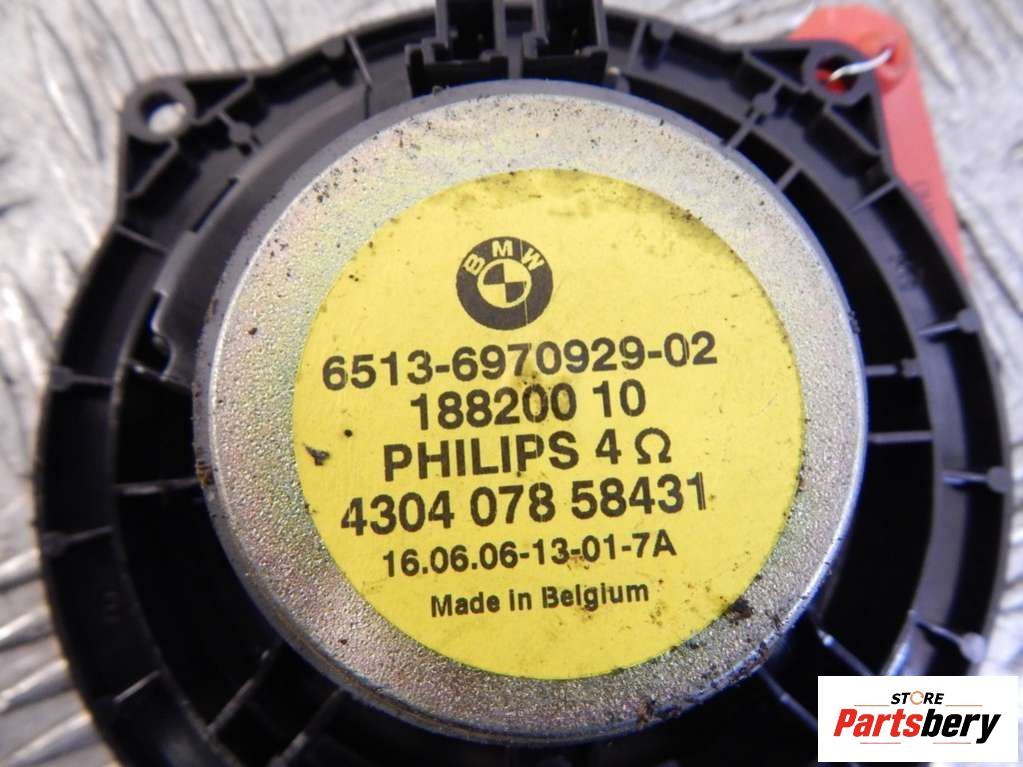 BMW
6513-6970929-02
188200 10
PHILIPS 4 Ω
4304 078 58431
16.06.06-13-01-7A
Made in Belgium
STORE
Partsbery